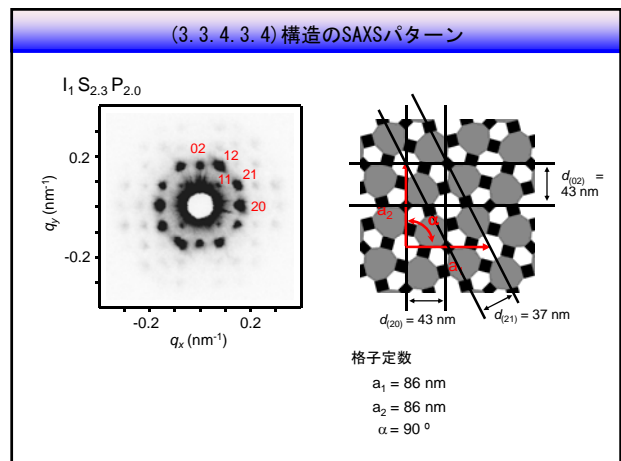 (3.3.4.3.4)構造のSAXSパターン
I1 S2.3 P2.0
02
12
11
21
20
0.2
-0.2
qy (nm-1)
-0.2
0.2
qx (nm-1)
a2
α
a
d(02) =
43 nm
d(20) = 43 nm
d(21) = 37 nm
格子定数
a1 = 86 nm
a2 = 86 nm
α = 90 º